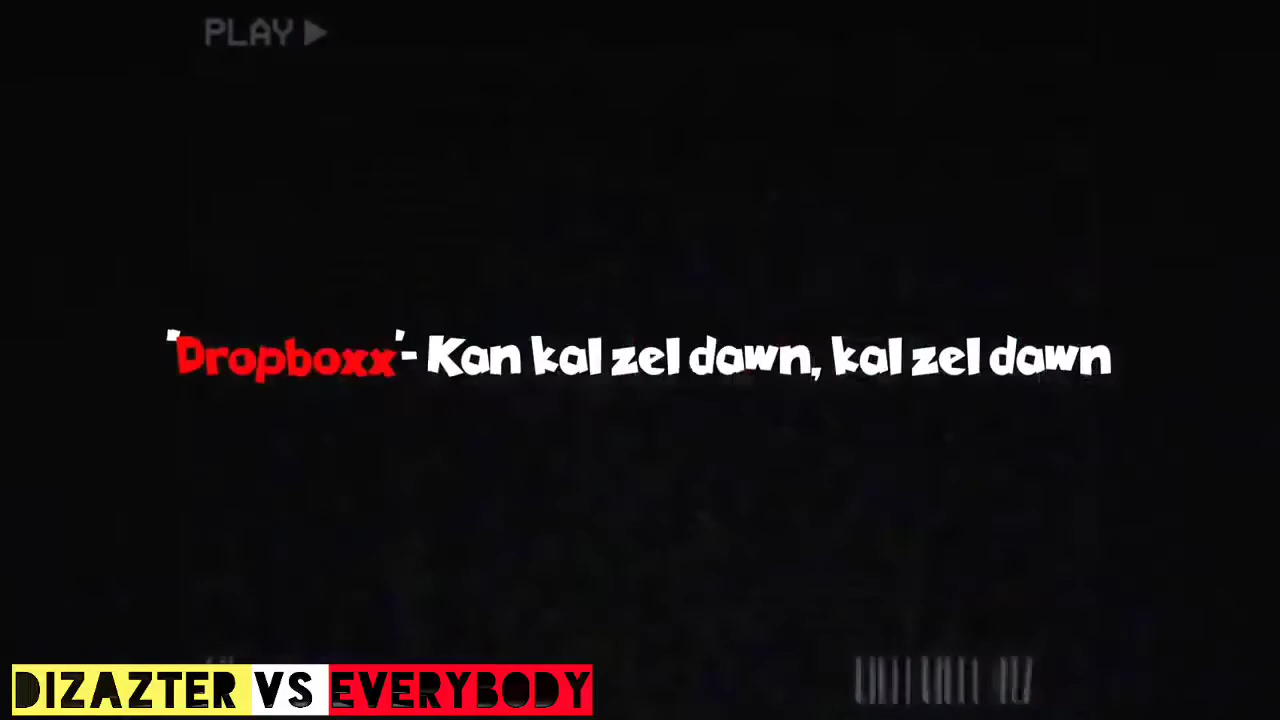 PLAY ▶
'Dropboxx'- Kan kal zel dawn, kal zel dawn
DIZAZTER VS EVERYBODY